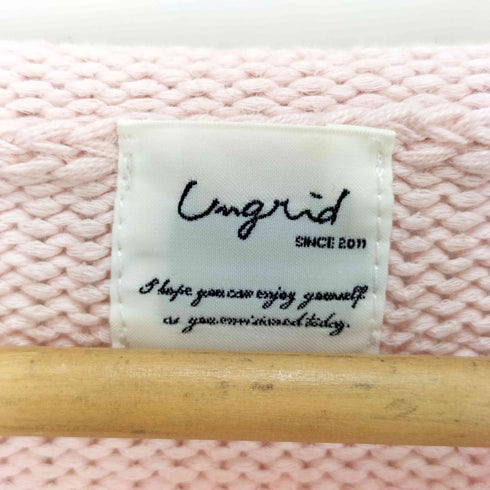 Ungrid
SINCE 2011
I hope you can enjoy yourself
as you envisioned today.